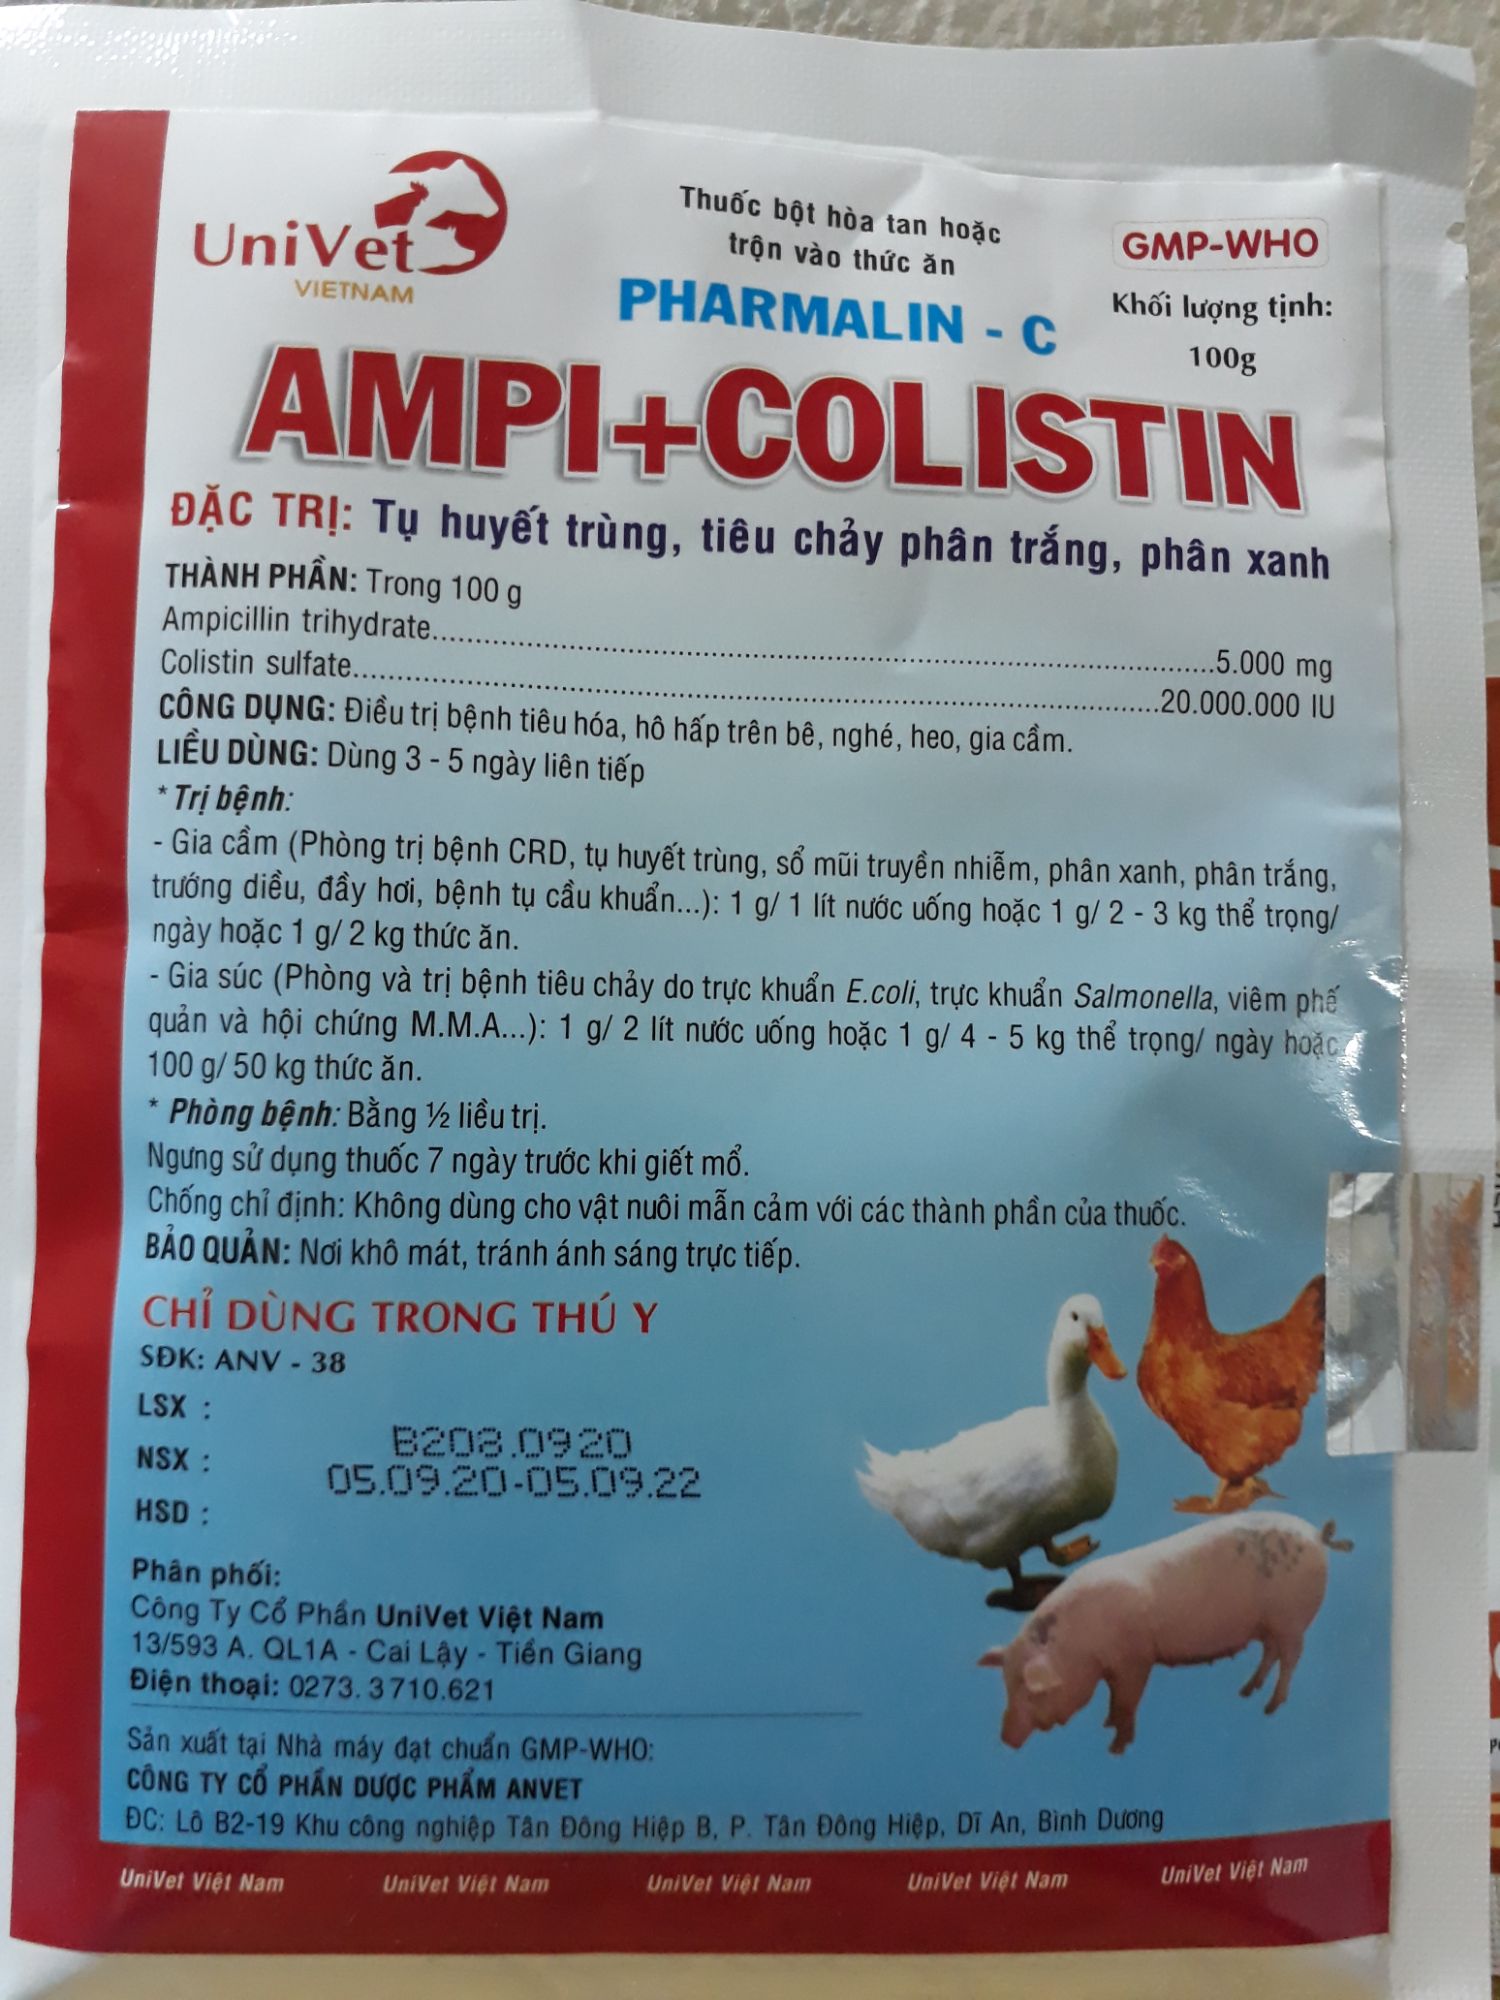 UniVet
VIETNAM
Thuốc bột hòa tan hoặc
trộn vào thức ăn
PHARMALIN - C
GMP-WHO
Khối lượng tịnh:
100g
AMPI+COLISTIN
ĐẶC TRỊ: Tụ huyết trùng, tiêu chảy phân trắng, phân xanh
THÀNH PHẦN: Trong 100 g
Ampicillin trihydrate.....5.000 mg
Colistin sulfate.....20.000.000 IU
CÔNG DỤNG: Điều trị bệnh tiêu hóa, hô hấp trên bê, nghé, heo, gia cầm.
LIỀU DÙNG: Dùng 3 - 5 ngày liên tiếp
* Trị bệnh:
- Gia cầm (Phòng trị bệnh CRD, tụ huyết trùng, sổ mũi truyền nhiễm, phân xanh, phân trắng,
trướng diều, đầy hơi, bệnh tụ cầu khuẩn...): 1 g/ 1 lít nước uống hoặc 1 g/ 2 - 3 kg thể trọng/
ngày hoặc 1 g/ 2 kg thức ăn.
- Gia súc (Phòng và trị bệnh tiêu chảy do trực khuẩn E.coli, trực khuẩn Salmonella, viêm phế
quản và hội chứng M.M.A...): 1 g/ 2 lít nước uống hoặc 1 g/ 4 - 5 kg thể trọng/ ngày hoặc
100 g/ 50 kg thức ăn.
* Phòng bệnh: Bằng ½ liều trị.
Ngưng sử dụng thuốc 7 ngày trước khi giết mổ.
Chống chỉ định: Không dùng cho vật nuôi mẫn cảm với các thành phần của thuốc.
BẢO QUẢN: Nơi khô mát, tránh ánh sáng trực tiếp.
CHỈ DÙNG TRONG THÚ Y
SĐK: ANV - 38
LSX :
B208.0920
NSX :
05.09.20-05.09.22
HSD :
Phân phối:
Công Ty Cổ Phần UniVet Việt Nam
13/593 A. QL1A - Cai Lậy - Tiền Giang
Điện thoại: 0273. 3 710.621
Sản xuất tại Nhà máy đạt chuẩn GMP-WHO:
CÔNG TY CỔ PHẦN DƯỢC PHẨM ANVET
ĐC: Lô B2-19 Khu công nghiệp Tân Đông Hiệp B, P. Tân Đông Hiệp, Dĩ An, Bình Dương
UniVet Việt Nam UniVet Việt Nam UniVet Việt Nam UniVet Việt Nam UniVet Việt Nam